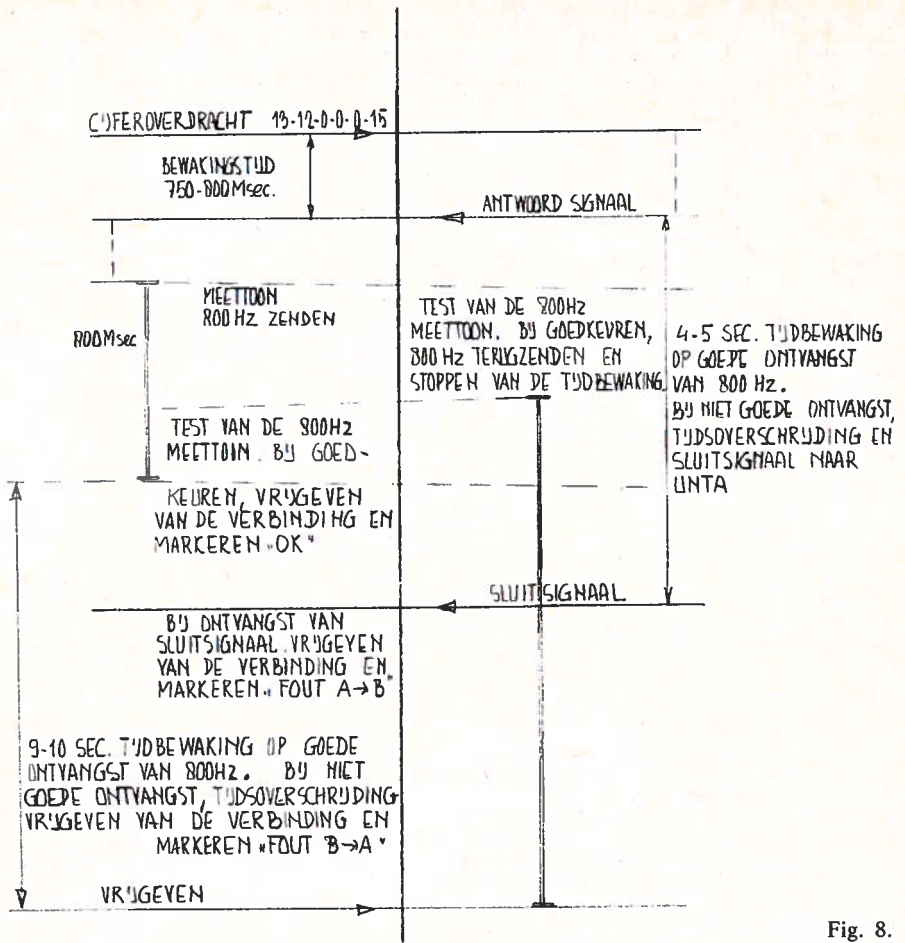 CIJFEROVERDRACHT 13-12-0-0-0-15
BEWAKINGSTIJD
750-800Msec.
ANTWOORD SIGNAAL
MEETTOON
800 HZ ZENDEN
800Msec
TEST VAN DE 800HZ
MEETTOON. BIJ GOEDKEUREN,
800 HZ TERUGZENDEN EN
STOPPEN VAN DE TIJDBEWAKING
4-5 SEC. TIJDBEWAKING
OP GOEDE ONTVANGST
VAN 800 HZ.
BIJ NIET GOEDE ONTVANGST,
TIJDSOVERSCHRIJDING EN
SLUITSIGNAAL NAAR
UNTA
TEST VAN DE 800HZ
MEETTOON. BIJ GOED-
KEUREN, VRIJGEVEN
VAN DE VERBINDING EN
MARKEREN „OK"
SLUITSIGNAAL
BIJ ONTVANGST VAN
SLUITSIGNAAL VRIJGEVEN
VAN DE VERBINDING EN
MARKEREN „FOUT A→B"
9-10 SEC. TIJDBEWAKING OP GOEDE
ONTVANGST VAN 800HZ. BIJ NIET
GOEDE ONTVANGST, TIJDSOVERSCHRIJDING
VRIJGEVEN VAN DE VERBINDING EN
MARKEREN „FOUT B→A"
VRIJGEVEN
Fig. 8.